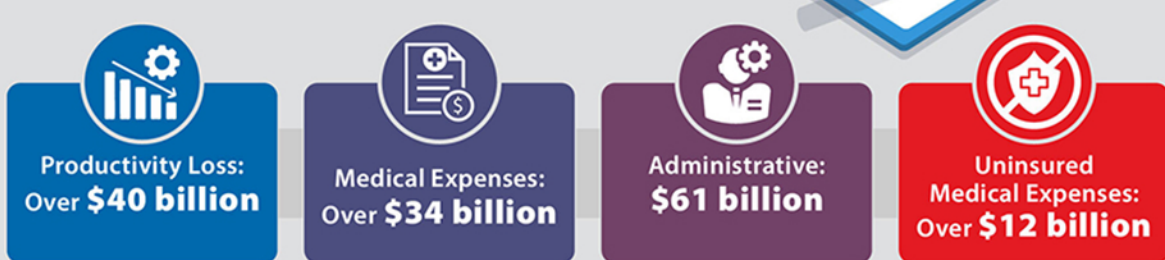 Productivity Loss:
Over $40 billion
Medical Expenses:
Over $34 billion
$
Administrative:
$61 billion
Uninsured
Medical Expenses:
Over $12 billion